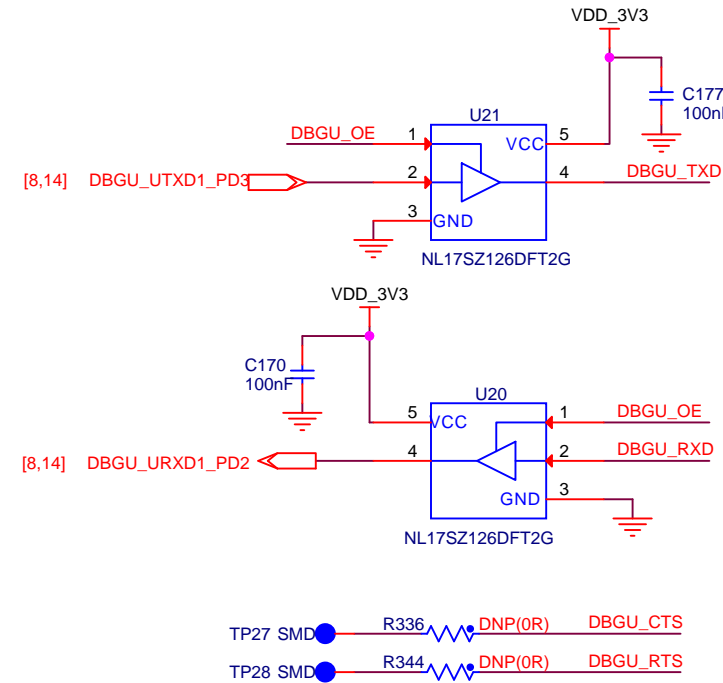 VDD_3V3
C177
100n
U21
DBGU_OE 1 VCC 5
[8,14] DBGU_UTXD1_PD3 2 4 DBGU_TXD
3 GND
NL17SZ126DFT2G
VDD_3V3
C170
100nF
U20
5 VCC 1 DBGU_OE
[8,14] DBGU_URXD1_PD2 4 2 DBGU_RXD
GND 3
NL17SZ126DFT2G
TP27 SMD R336 DNP(0R) DBGU_CTS
TP28 SMD R344 DNP(0R) DBGU_RTS